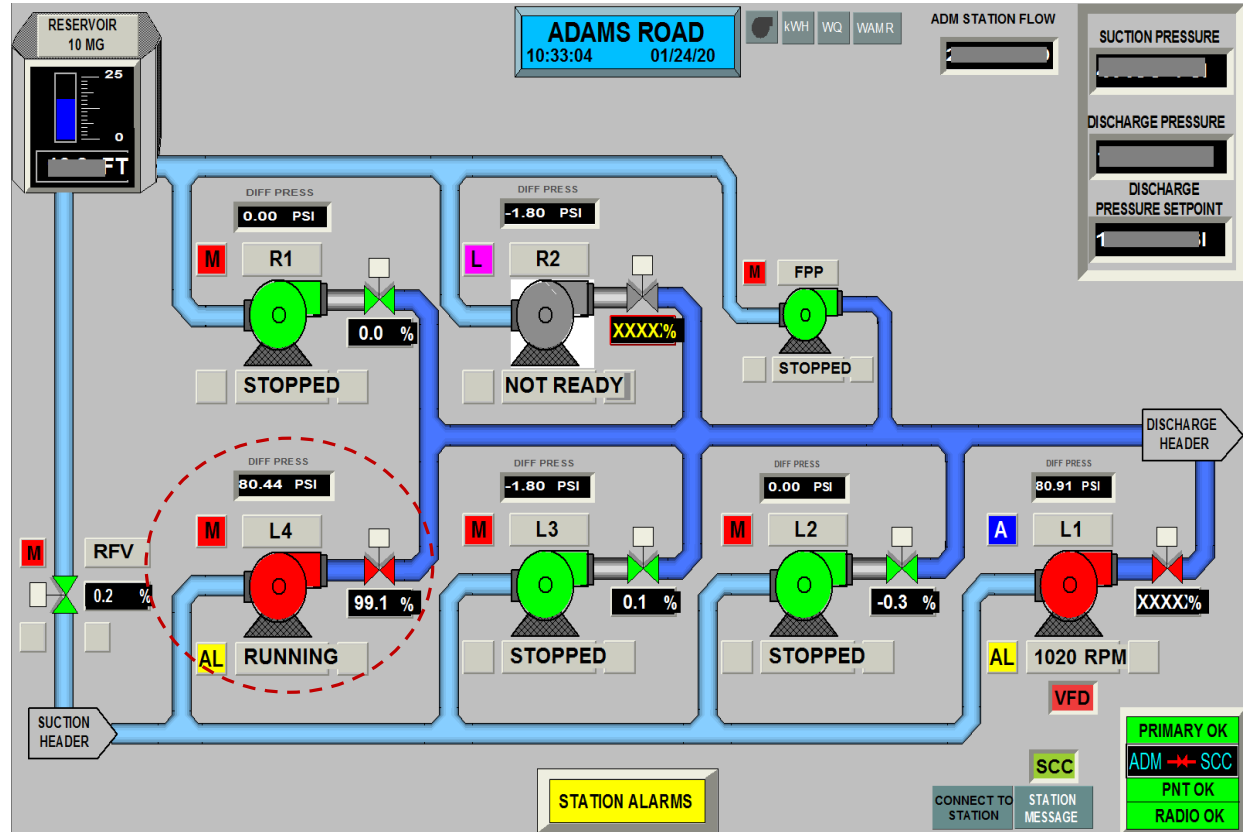 RESERVOIR
10 MG
25
0
FT
ADAMS ROAD
10:33:04 01/24/20
kWH WQ WAMR
ADM STATION FLOW
SUCTION PRESSURE
DISCHARGE PRESSURE
DISCHARGE
PRESSURE SETPOINT
DIFF PRESS
0.00 PSI
M R1
0.0 %
STOPPED
DIFF PRESS
-1.80 PSI
L R2
XXXX%
NOT READY
M FPP
STOPPED
DISCHARGE
HEADER
DIFF PRESS
80.44 PSI
M L4
99.1 %
AL RUNNING
DIFF PRESS
-1.80 PSI
M L3
0.1 %
STOPPED
DIFF PRESS
0.00 PSI
M L2
-0.3 %
STOPPED
DIFF PRESS
80.91 PSI
A L1
XXXX%
AL 1020 RPM
VFD
M RFV
0.2 %
SUCTION
HEADER
STATION ALARMS
SCC
CONNECT TO
STATION
STATION
MESSAGE
PRIMARY OK
ADM SCC
PNT OK
RADIO OK